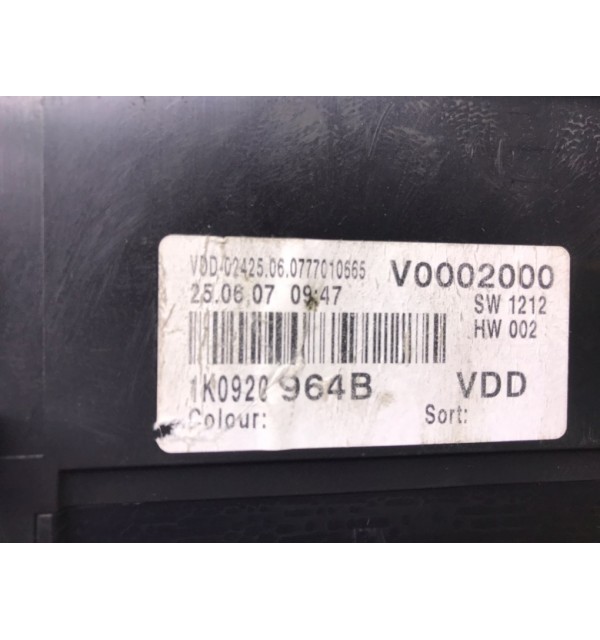 VDD-02425.06.0777010665 V0002000
25.06.07 09:47 SW 1212
HW 002
1K0920 964B VDD
Colour: Sort: